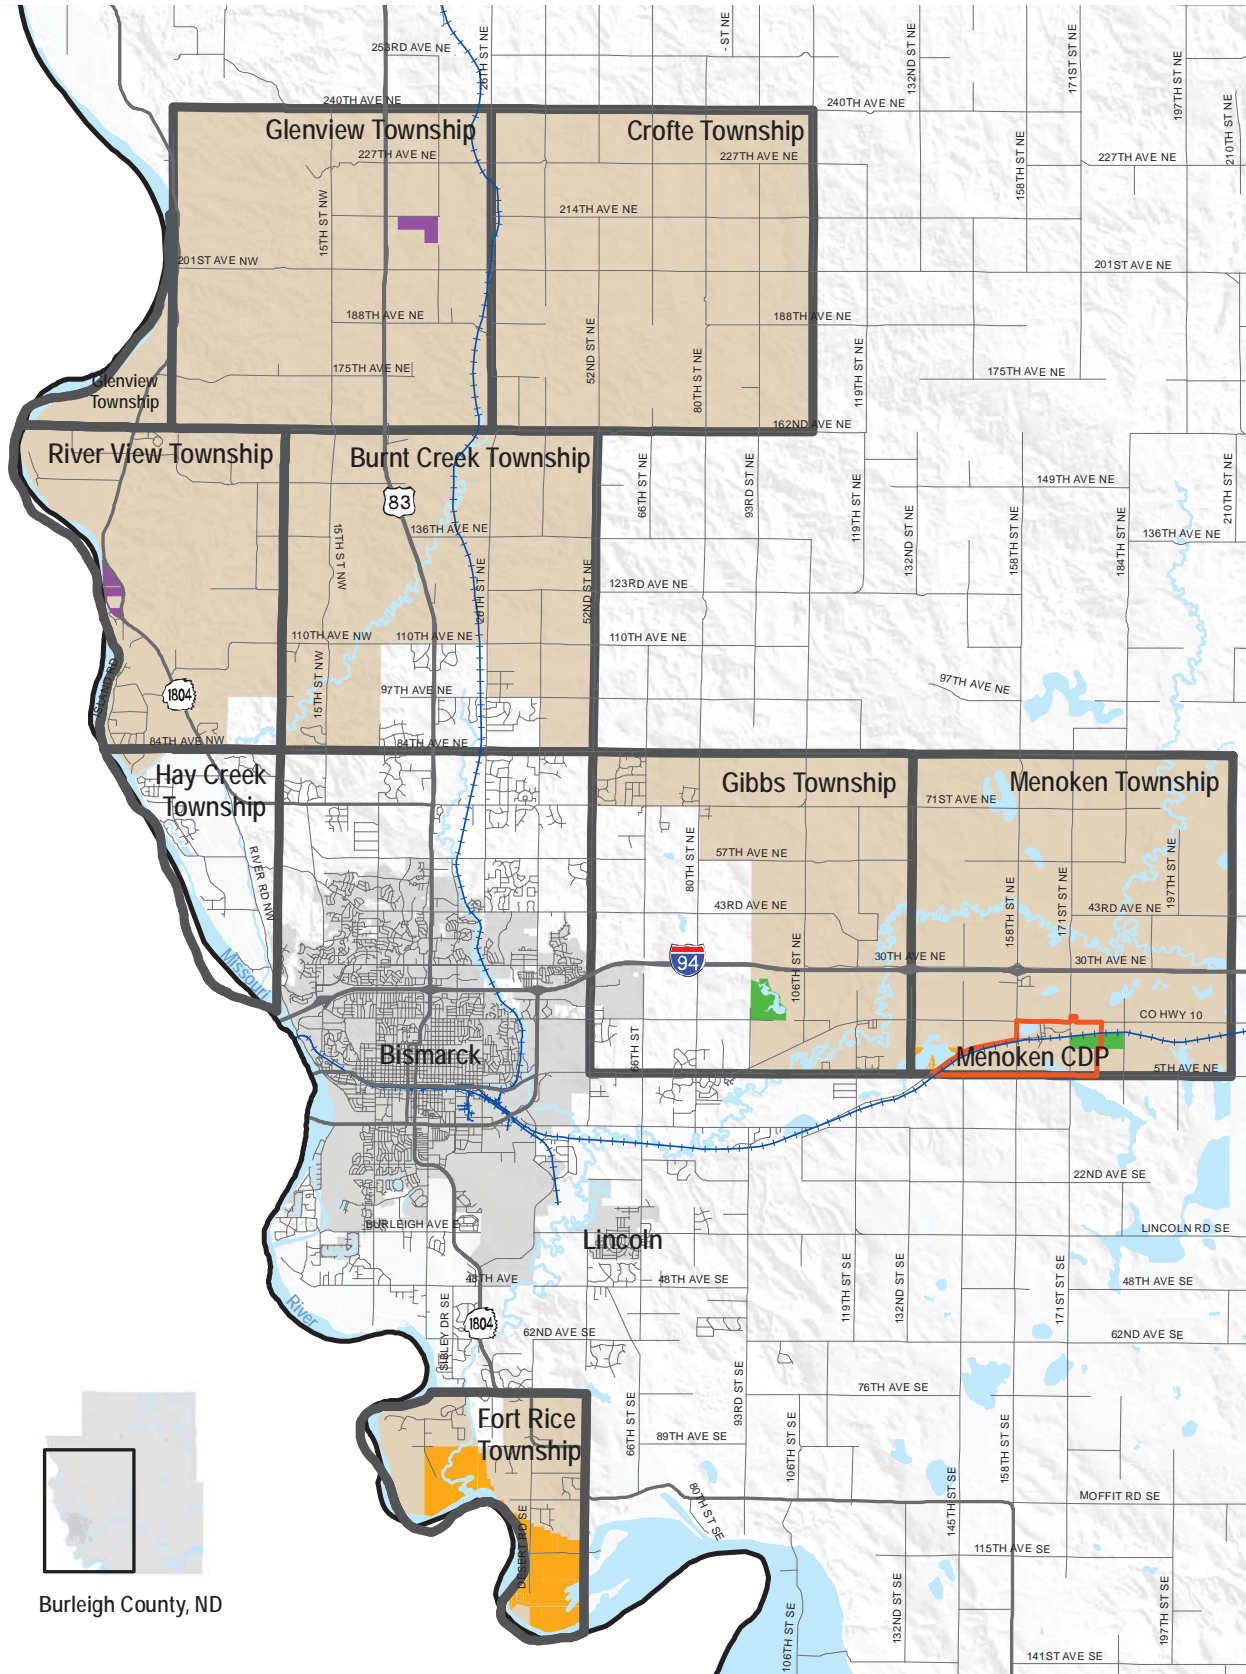 253RD AVE NE
26TH ST NE
- ST NE
132ND ST NE
171ST ST NE
197TH ST NE
210TH ST NE
240TH AVE NE
240TH AVE NE
Glenview Township
Crofte Township
227TH AVE NE
227TH AVE NE
227TH AVE NE
158TH ST NE
15TH ST NW
214TH AVE NE
201ST AVE NW
201ST AVE NE
188TH AVE NE
188TH AVE NE
52ND ST NE
80TH ST NE
119TH ST NE
175TH AVE NE
175TH AVE NE
Glenview
Township
162ND AVE NE
River View Township
Burnt Creek Township
83
66TH ST NE
93RD ST NE
119TH ST NE
149TH AVE NE
210TH ST NE
15TH ST NW
136TH AVE NE
132ND ST NE
158TH ST NE
184TH ST NE
136TH AVE NE
26TH ST NE
52ND ST NE
123RD AVE NE
110TH AVE NW
110TH AVE NE
110TH AVE NE
ISLAND RD
1804
15TH ST NW
97TH AVE NE
97TH AVE NE
84TH AVE NW
84TH AVE NE
Hay Creek
Township
Gibbs Township
Menoken Township
71ST AVE NE
RIVER RD NW
80TH ST NE
57TH AVE NE
197TH ST NE
43RD AVE NE
158TH ST NE
171ST ST NE
43RD AVE NE
Missouri
94
106TH ST NE
30TH AVE NE
30TH AVE NE
CO HWY 10
Bismarck
66TH ST
Menoken CDP
5TH AVE NE
22ND AVE SE
BURLEIGH AVE E
Lincoln
LINCOLN RD SE
48TH AVE
48TH AVE SE
119TH ST SE
132ND ST SE
171ST ST SE
48TH AVE SE
River
SIBLEY DR SE
1804
62ND AVE SE
62ND AVE SE
93RD ST SE
76TH AVE SE
Fort Rice
Township
66TH ST SE
89TH AVE SE
106TH ST SE
158TH ST SE
80TH ST SE
145TH ST SE
MOFFIT RD SE
DESERT RD SE
115TH AVE SE
Burleigh County, ND
106TH ST SE
132ND ST SE
197TH ST SE
141ST AVE SE